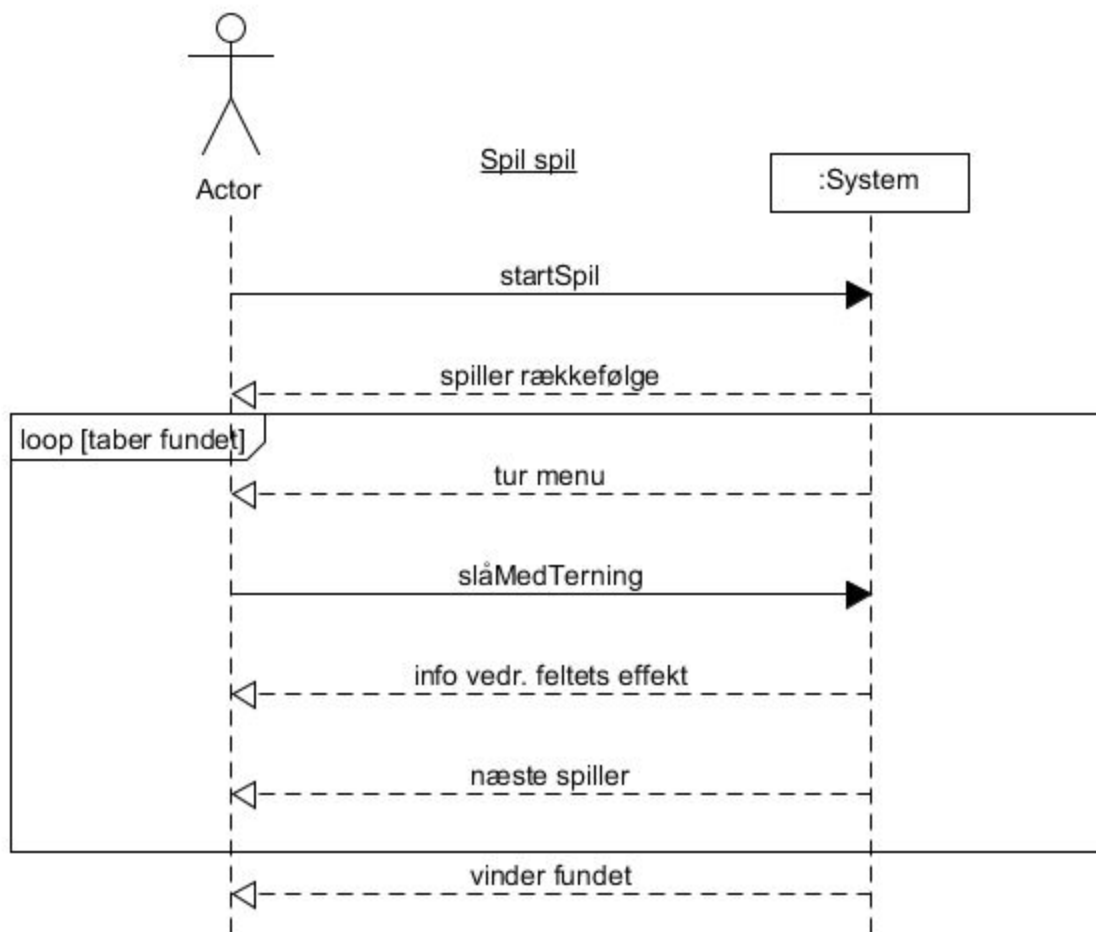 Spil spil
Actor
:System
startSpil
spiller rækkefølge
loop [taber fundet]
tur menu
slåMedTerning
info vedr. feltets effekt
næste spiller
vinder fundet